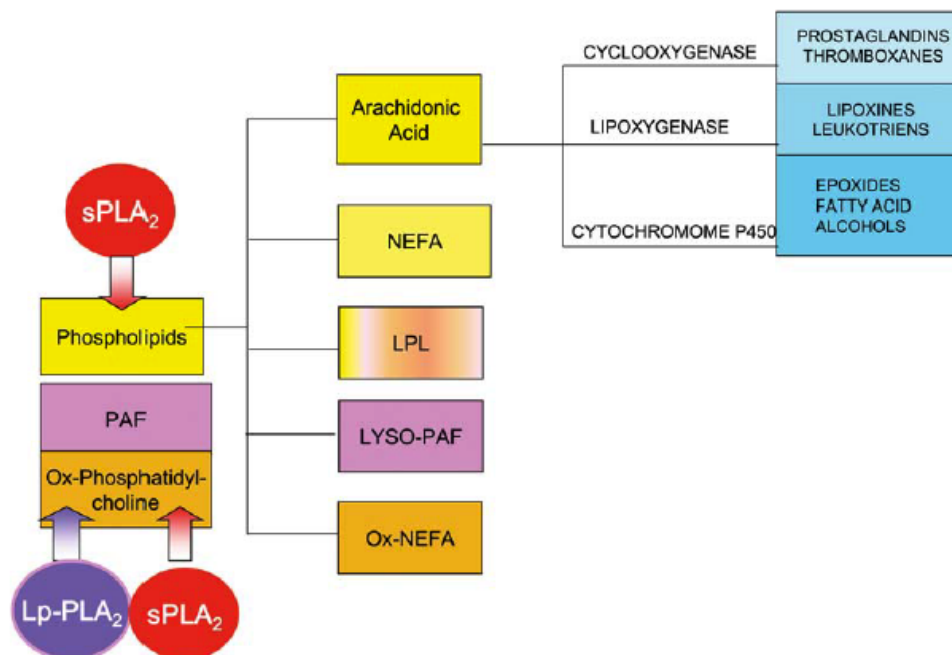 PROSTAGLANDINS
THROMBOXANES
CYCLOOXYGENASE
Arachidonic
Acid
LIPOXYGENASE
LIPOXINES
LEUKOTRIENS
EPOXIDES
FATTY ACID
ALCOHOLS
CYTOCHROMOME P450
sPLA₂
NEFA
Phospholipids
LPL
PAF
LYSO-PAF
Ox-Phosphatidyl-
choline
Ox-NEFA
Lp-PLA₂
sPLA₂